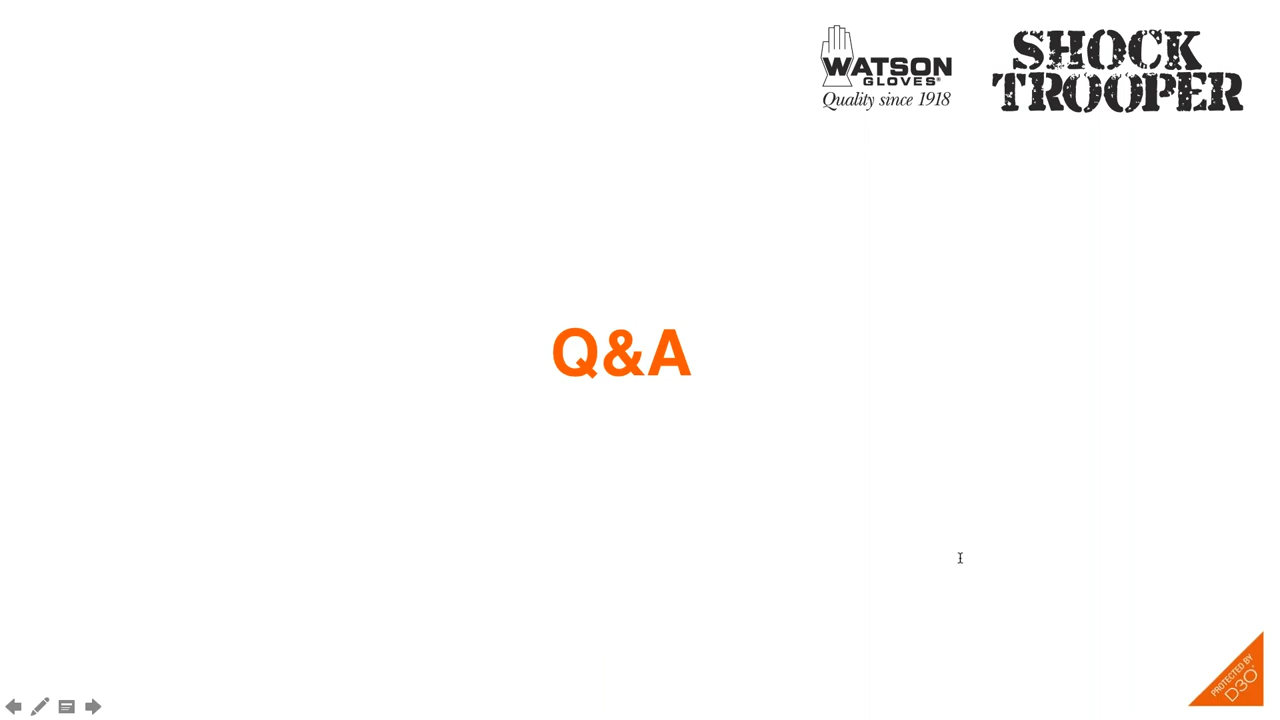 WATSON
GLOVES®
Quality since 1918
SHOCK
TROOPER
Q&A
PROTECTED BY
D3O®